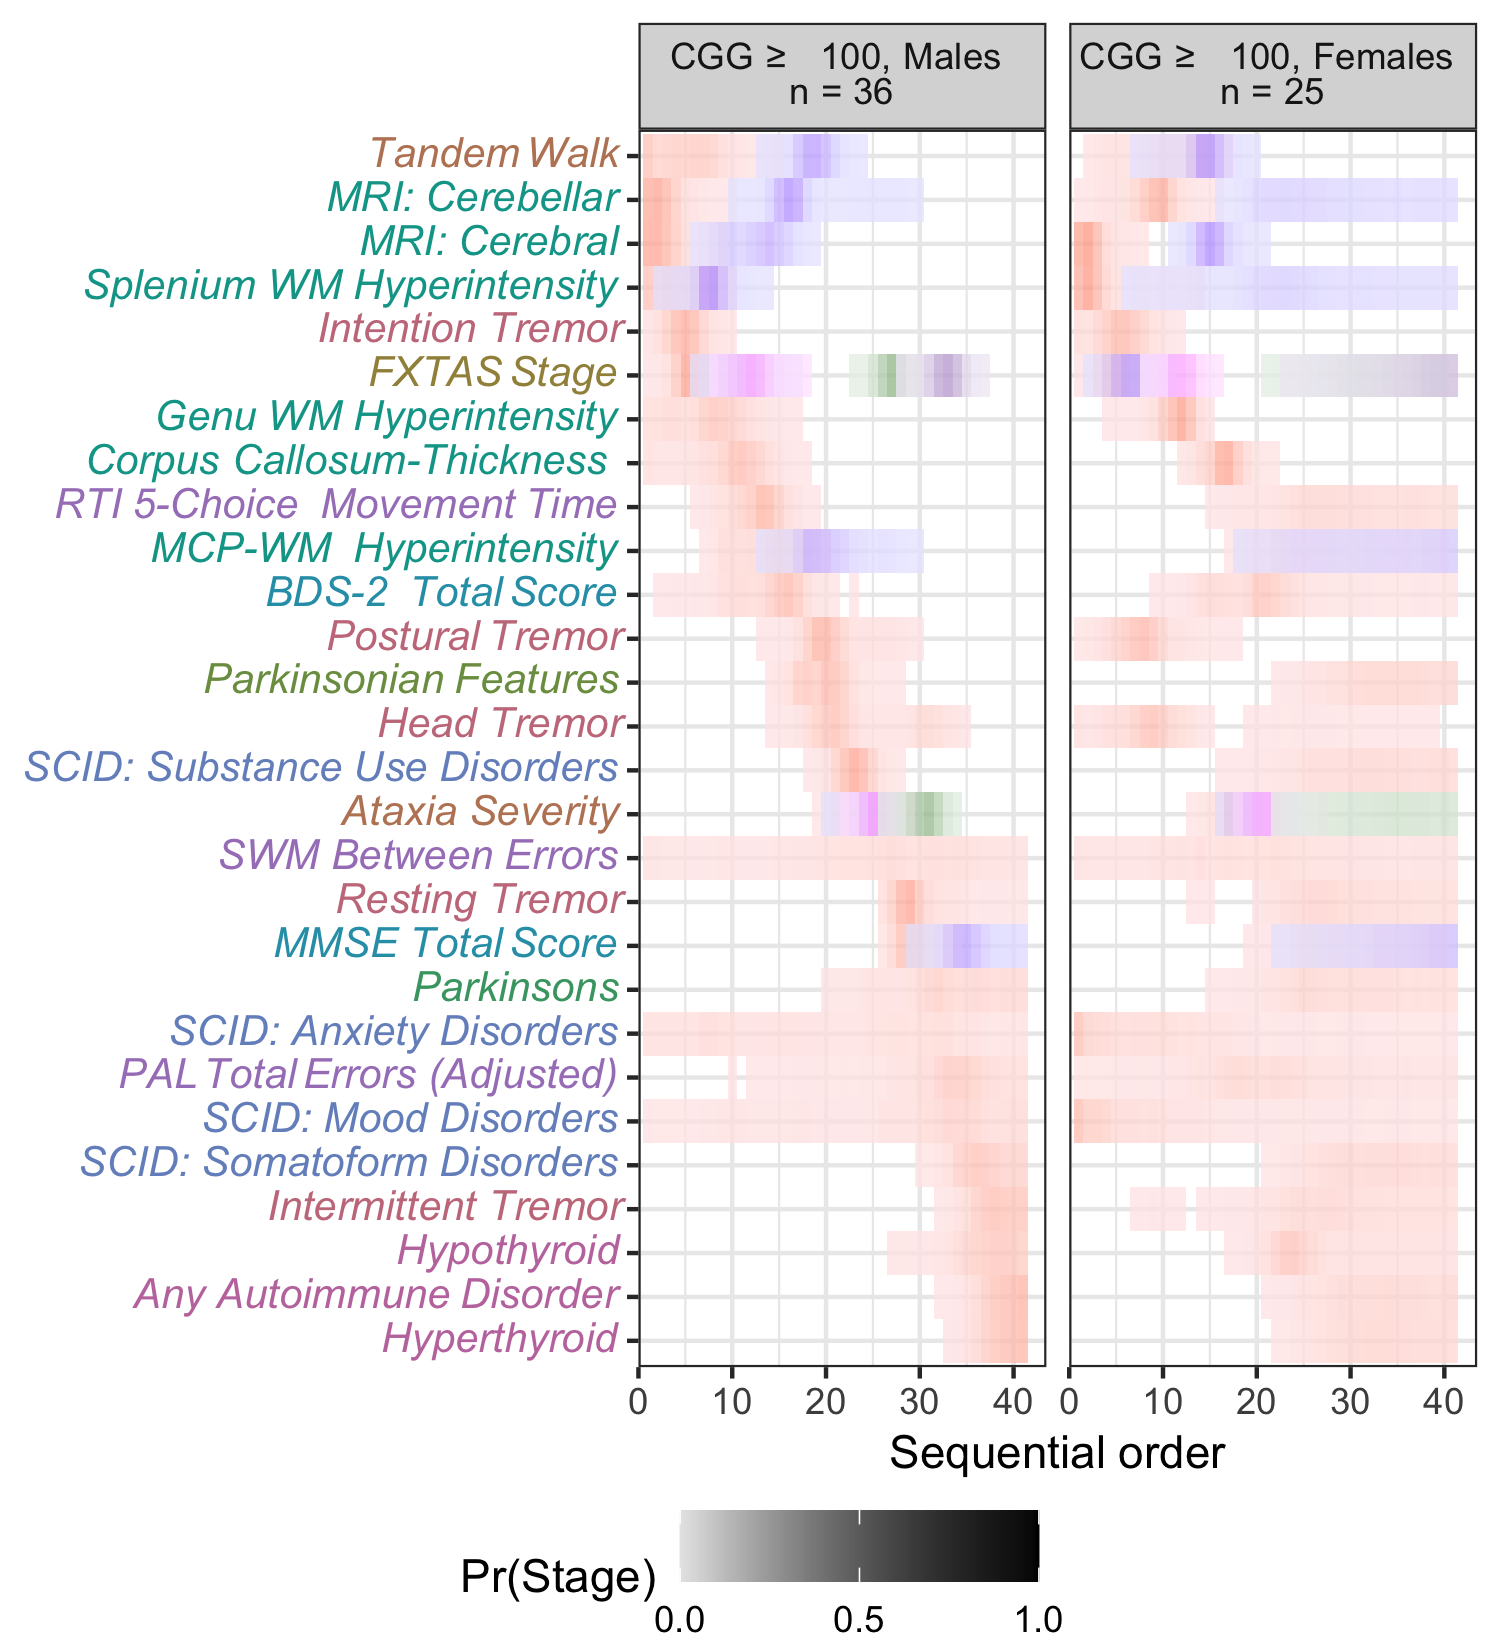 CGG ≥ 100, Males
n = 36
CGG ≥ 100, Females
n = 25
Tandem Walk
MRI: Cerebellar
MRI: Cerebral
Splenium WM Hyperintensity
Intention Tremor
FXTAS Stage
Genu WM Hyperintensity
Corpus Callosum-Thickness
RTI 5-Choice Movement Time
MCP-WM Hyperintensity
BDS-2 Total Score
Postural Tremor
Parkinsonian Features
Head Tremor
SCID: Substance Use Disorders
Ataxia Severity
SWM Between Errors
Resting Tremor
MMSE Total Score
Parkinsons
SCID: Anxiety Disorders
PAL Total Errors (Adjusted)
SCID: Mood Disorders
SCID: Somatoform Disorders
Intermittent Tremor
Hypothyroid
Any Autoimmune Disorder
Hyperthyroid
0 10 20 30 40 0 10 20 30 40
Sequential order
Pr(Stage)
0.0 0.5 1.0